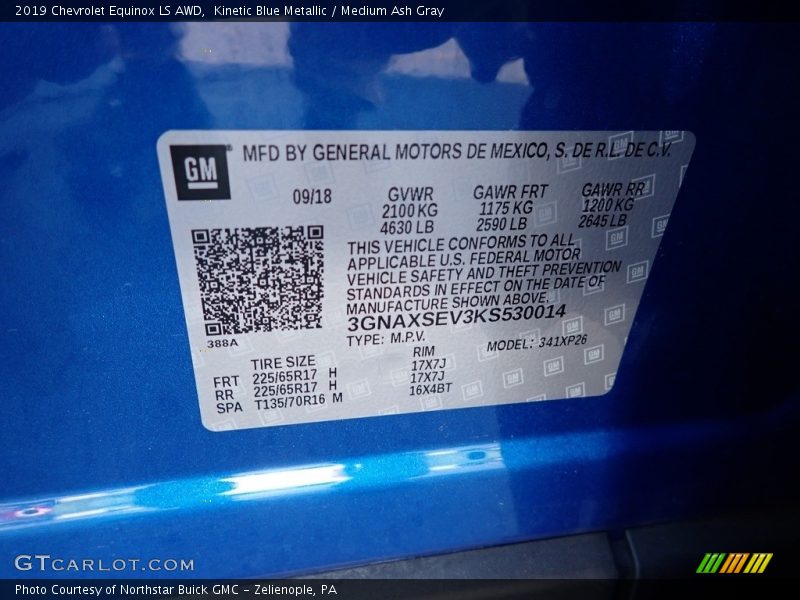 2019 Chevrolet Equinox LS AWD, Kinetic Blue Metallic / Medium Ash Gray
GM ® MFD BY GENERAL MOTORS DE MEXICO, S. DE R.L. DE C.V.
09/18 GVWR GAWR FRT GAWR RR
2100 KG 1175 KG 1200 KG
4630 LB 2590 LB 2645 LB
THIS VEHICLE CONFORMS TO ALL
APPLICABLE U.S. FEDERAL MOTOR
VEHICLE SAFETY AND THEFT PREVENTION
STANDARDS IN EFFECT ON THE DATE OF
MANUFACTURE SHOWN ABOVE.
3GNAXSEV3KS530014
388A TYPE: M.P.V. MODEL: 341XP26
TIRE SIZE RIM
FRT 225/65R17 H 17X7J
RR 225/65R17 H 17X7J
SPA T135/70R16 M 16X4BT
GTCARLOT.COM
Photo Courtesy of Northstar Buick GMC - Zelienople, PA